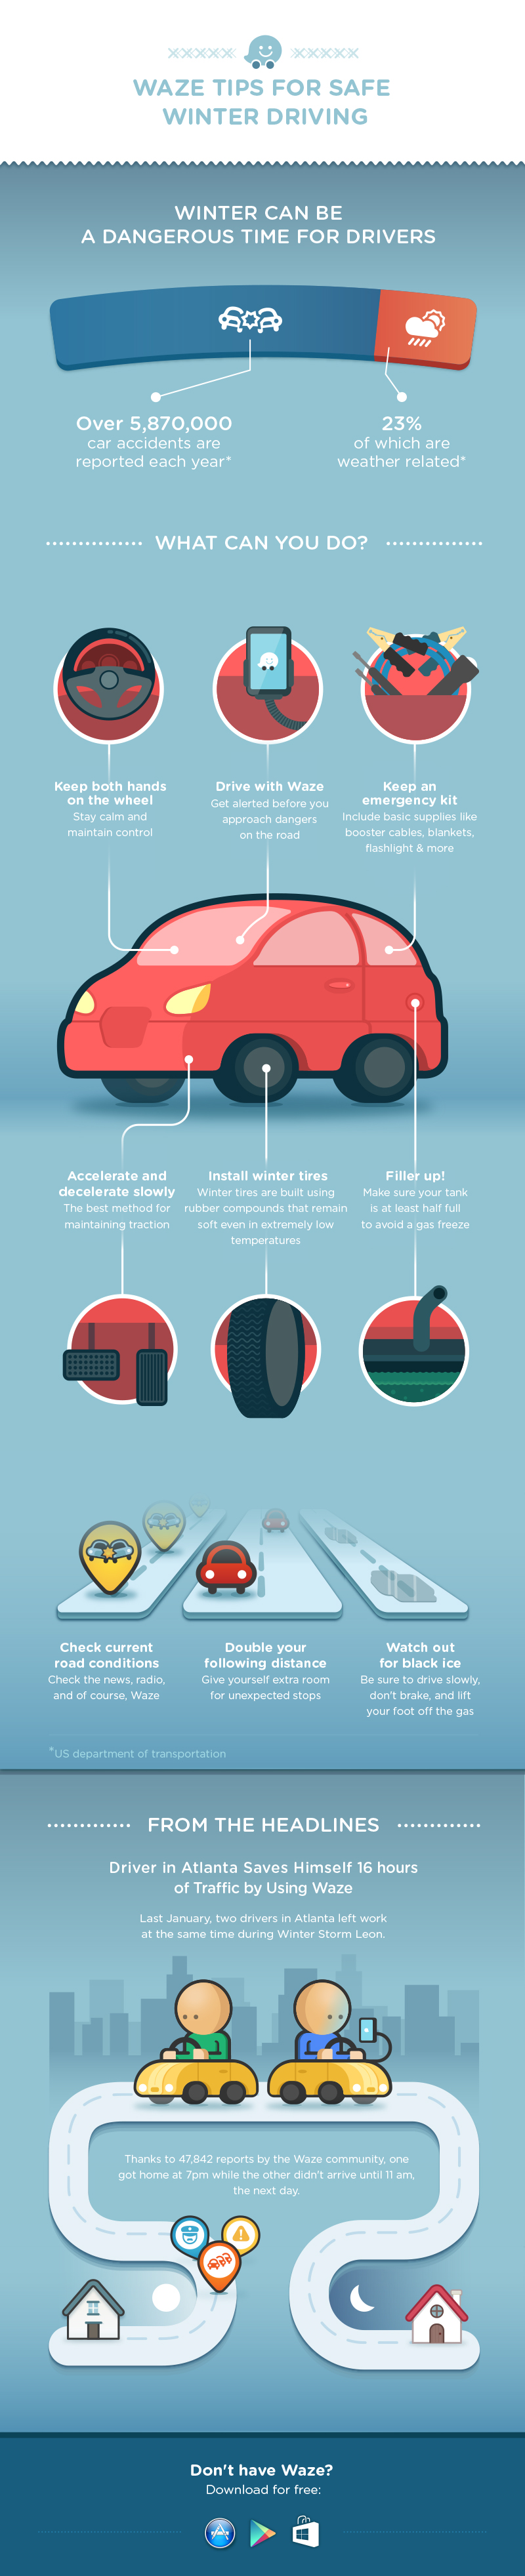 WAZE TIPS FOR SAFE
WINTER DRIVING
WINTER CAN BE
A DANGEROUS TIME FOR DRIVERS
Over 5,870,000
car accidents are
reported each year*
23%
of which are
weather related*
WHAT CAN YOU DO?
Keep both hands
on the wheel
Stay calm and
maintain control
Drive with Waze
Get alerted before you
approach dangers
on the road
Keep an
emergency kit
Include basic supplies like
booster cables, blankets,
flashlight & more
Accelerate and
decelerate slowly
The best method for
maintaining traction
Install winter tires
Winter tires are built using
rubber compounds that remain
soft even in extremely low
temperatures
Filler up!
Make sure your tank
is at least half full
to avoid a gas freeze
Check current
road conditions
Check the news, radio,
and of course, Waze
Double your
following distance
Give yourself extra room
for unexpected stops
Watch out
for black ice
Be sure to drive slowly,
don't brake, and lift
your foot off the gas
*US department of transportation
FROM THE HEADLINES
Driver in Atlanta Saves Himself 16 hours
of Traffic by Using Waze
Last January, two drivers in Atlanta left work
at the same time during Winter Storm Leon.
Thanks to 47,842 reports by the Waze community, one
got home at 7pm while the other didn't arrive until 11 am,
the next day.
Don't have Waze?
Download for free: